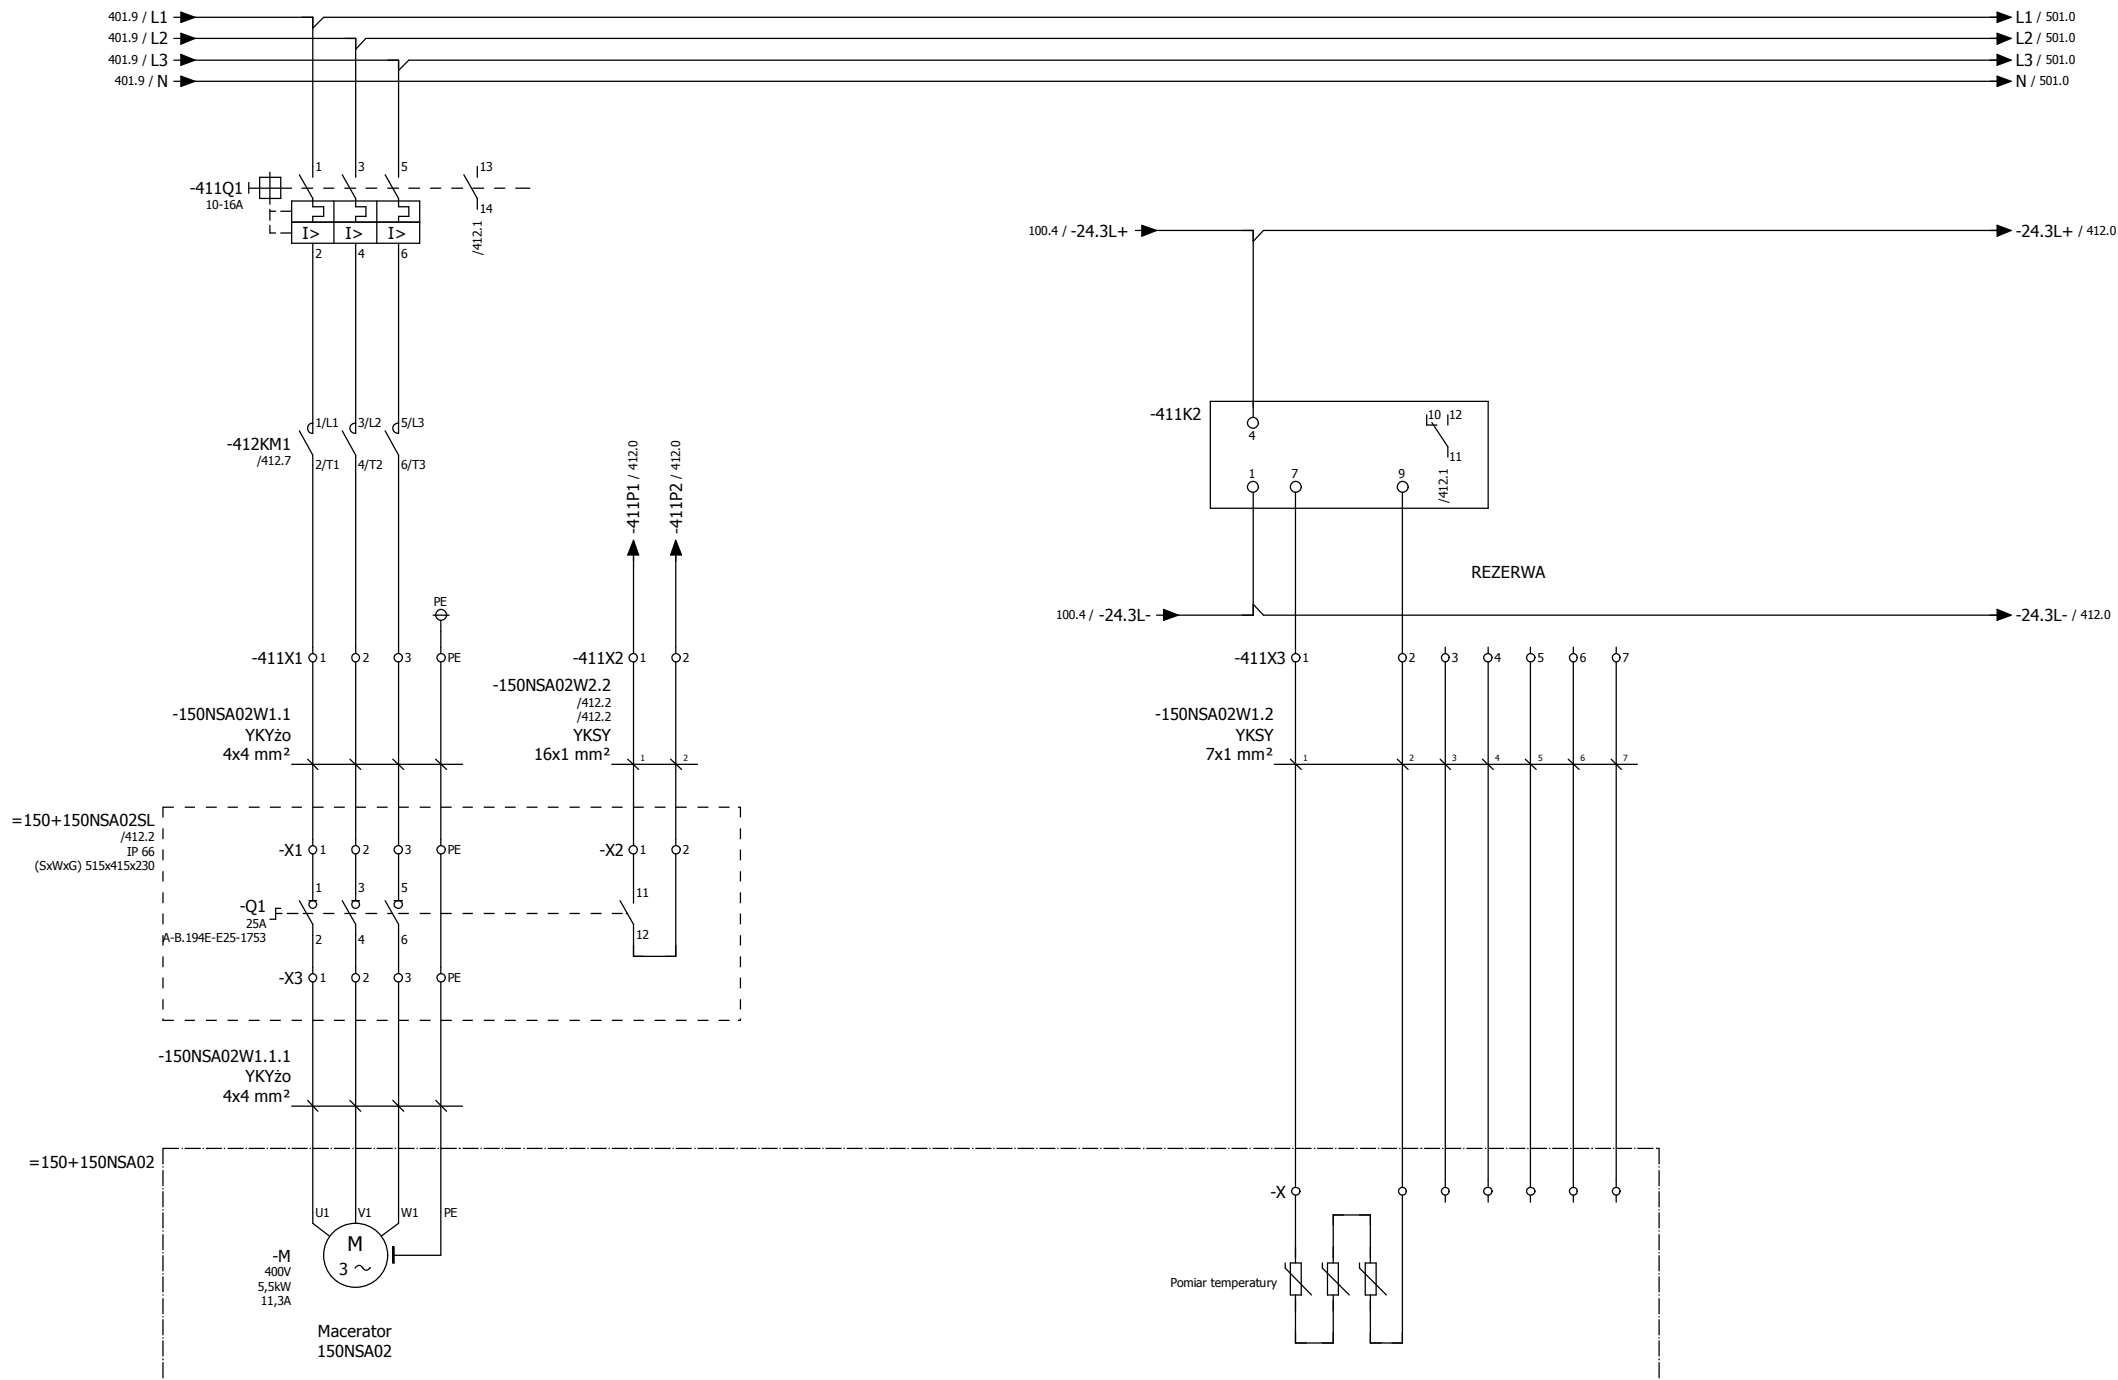 401.9 / L1
L1 / 501.0
401.9 / L2
L2 / 501.0
401.9 / L3
L3 / 501.0
401.9 / N
N / 501.0
1 3 5 13
-411Q1
10-16A
14
/412.1
I> I> I>
2 4 6
100.4 / -24.3L+
-24.3L+ / 412.0
-411K2
4
10 12
11
/412.1
1 7 9
1/L1 3/L2 5/L3
-412KM1
/412.7
2/T1 4/T2 6/T3
-411P1 / 412.0
-411P2 / 412.0
REZERWA
PE
100.4 / -24.3L-
-24.3L- / 412.0
-411X1 1 2 3 PE
-411X2 1 2
-411X3 1 2 3 4 5 6 7
-150NSA02W2.2
/412.2
/412.2
YKSY
16x1 mm²
1 2
-150NSA02W1.1
YKYżo
4x4 mm²
-150NSA02W1.2
YKSY
7x1 mm²
1 2 3 4 5 6 7
=150+150NSA02SL
/412.2
IP 66
(SxWxG) 515x415x230
-X1 1 2 3 PE
-X2 1 2
1 3 5 11
-Q1
25A
A-B.194E-E25-1753
2 4 6 12
-X3 1 2 3 PE
-150NSA02W1.1.1
YKYżo
4x4 mm²
=150+150NSA02
-X
U1 V1 W1 PE
M
3 ~
-M
400V
5,5kW
11,3A
Pomiar temperatury
Macerator
150NSA02